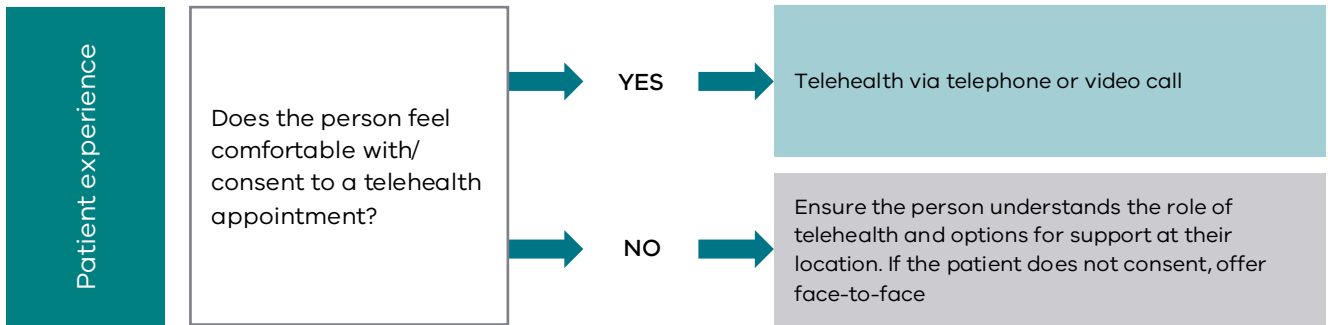 Patient experience
Does the person feel
comfortable with/
consent to a telehealth
appointment?
YES
Telehealth via telephone or video call
NO
Ensure the person understands the role of
telehealth and options for support at their
location. If the patient does not consent, offer
face-to-face